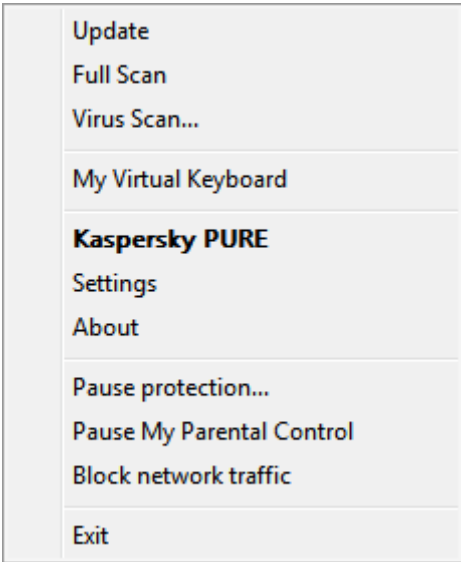 Update
Full Scan
Virus Scan...
My Virtual Keyboard
Kaspersky PURE
Settings
About
Pause protection...
Pause My Parental Control
Block network traffic
Exit